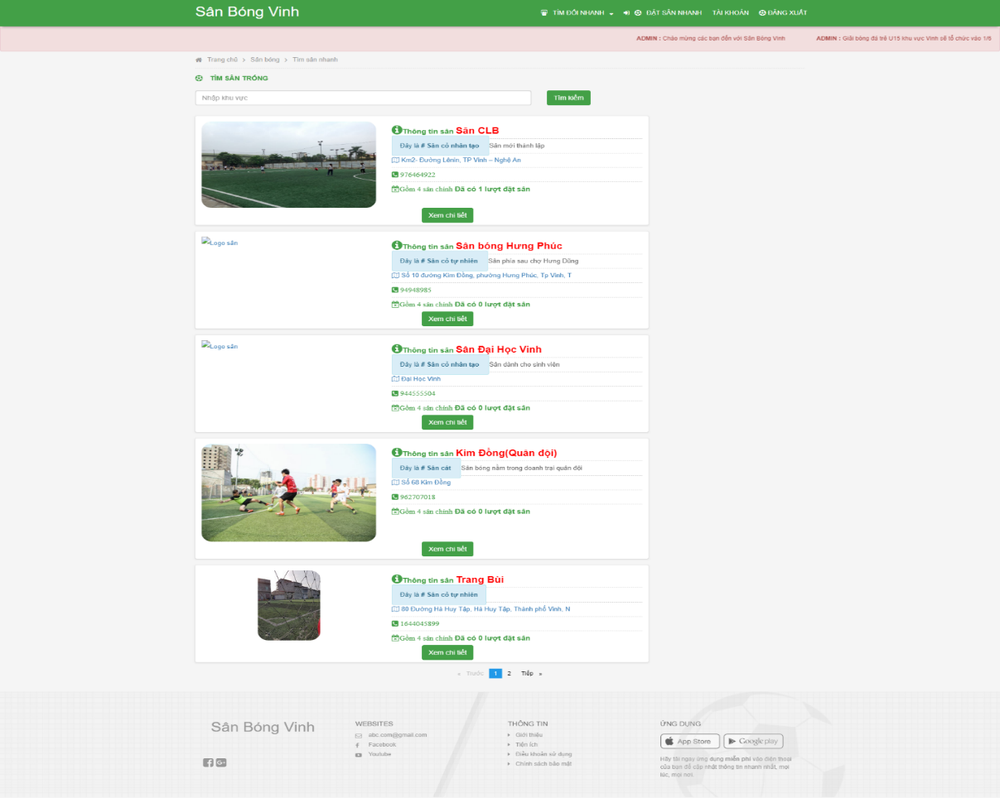 Sân Bóng Vinh
TÌM ĐỐI NHANH
ĐẶT SÂN NHANH
TÀI KHOẢN
ĐĂNG XUẤT
ADMIN : Chào mừng các bạn đến với Sân Bóng Vinh
ADMIN : Giải bóng đá trẻ U15 khu vực Vinh sẽ tổ chức vào 1/6
Trang chủ > Sân bóng > Tìm sân nhanh
TÌM SÂN TRỐNG
Nhập khu vực
Tìm kiếm
Thông tin sân Sân CLB
Đây là # Sân cỏ nhân tạo Sân mới thành lập
Km2- Đường Lênin, TP Vinh – Nghệ An
976464922
Gồm 4 sân chính Đã có 1 lượt đặt sân
Xem chi tiết
Logo sân
Thông tin sân Sân bóng Hưng Phúc
Đây là # Sân cỏ tự nhiên Sân phía sau chợ Hưng Dũng
Số 10 đường Kim Đồng, phường Hưng Phúc, Tp Vinh, T
94948985
Gồm 4 sân chính Đã có 0 lượt đặt sân
Xem chi tiết
Logo sân
Thông tin sân Sân Đại Học Vinh
Đây là # Sân cỏ nhân tạo Sân dành cho sinh viên
Đại Học Vinh
944555504
Gồm 4 sân chính Đã có 0 lượt đặt sân
Xem chi tiết
Thông tin sân Kim Đồng(Quân đội)
Đây là # Sân cát Sân bóng nằm trong doanh trại quân đội
Số 68 Kim Đồng
962707018
Gồm 4 sân chính Đã có 0 lượt đặt sân
Xem chi tiết
Thông tin sân Trang Bùi
Đây là # Sân cỏ tự nhiên
80 Đường Hà Huy Tập, Hà Huy Tập, Thành phố Vinh, N
1644045899
Gồm 4 sân chính Đã có 0 lượt đặt sân
Xem chi tiết
« Trước 1 2 Tiếp »
Sân Bóng Vinh
WEBSITES
abc.com@gmail.com
Facebook
Youtube
THÔNG TIN
Giới thiệu
Tiện ích
Điều khoản sử dụng
Chính sách bảo mật
ỨNG DỤNG
App Store
Google play
Hãy tải ngay ứng dụng miễn phí vào điện thoại
của bạn để cập nhật thông tin nhanh nhất, mọi
lúc, mọi nơi.